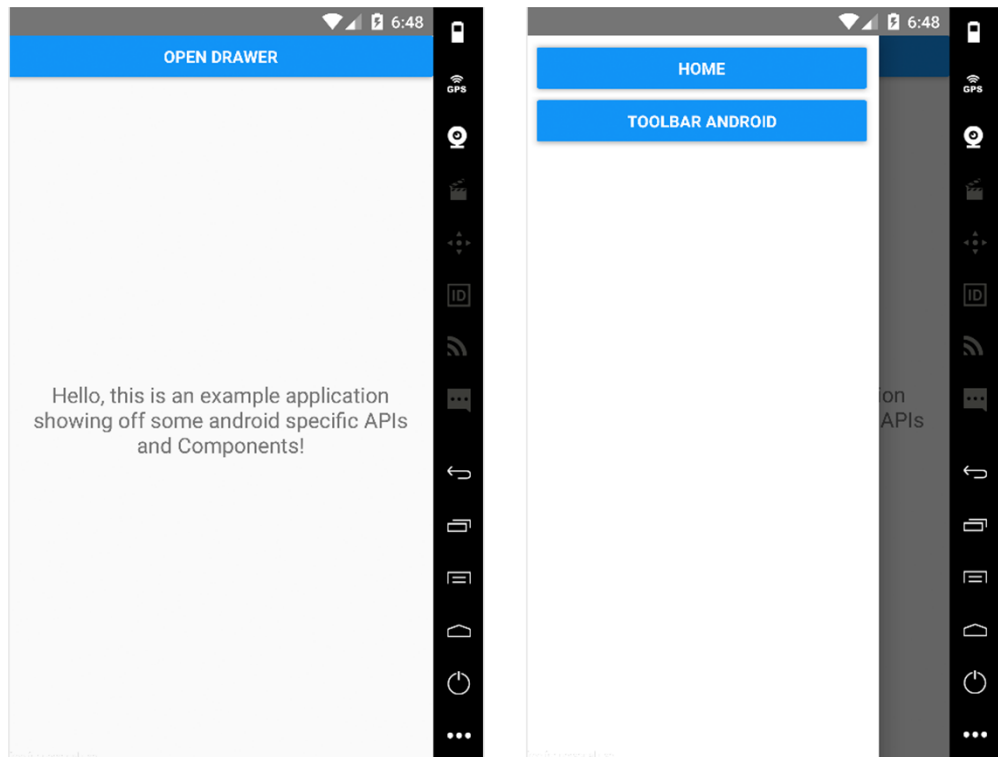 6:48
OPEN DRAWER
GPS
ID
Hello, this is an example application
showing off some android specific APIs
and Components!
6:48
HOME
TOOLBAR ANDROID
GPS
ID
APIs